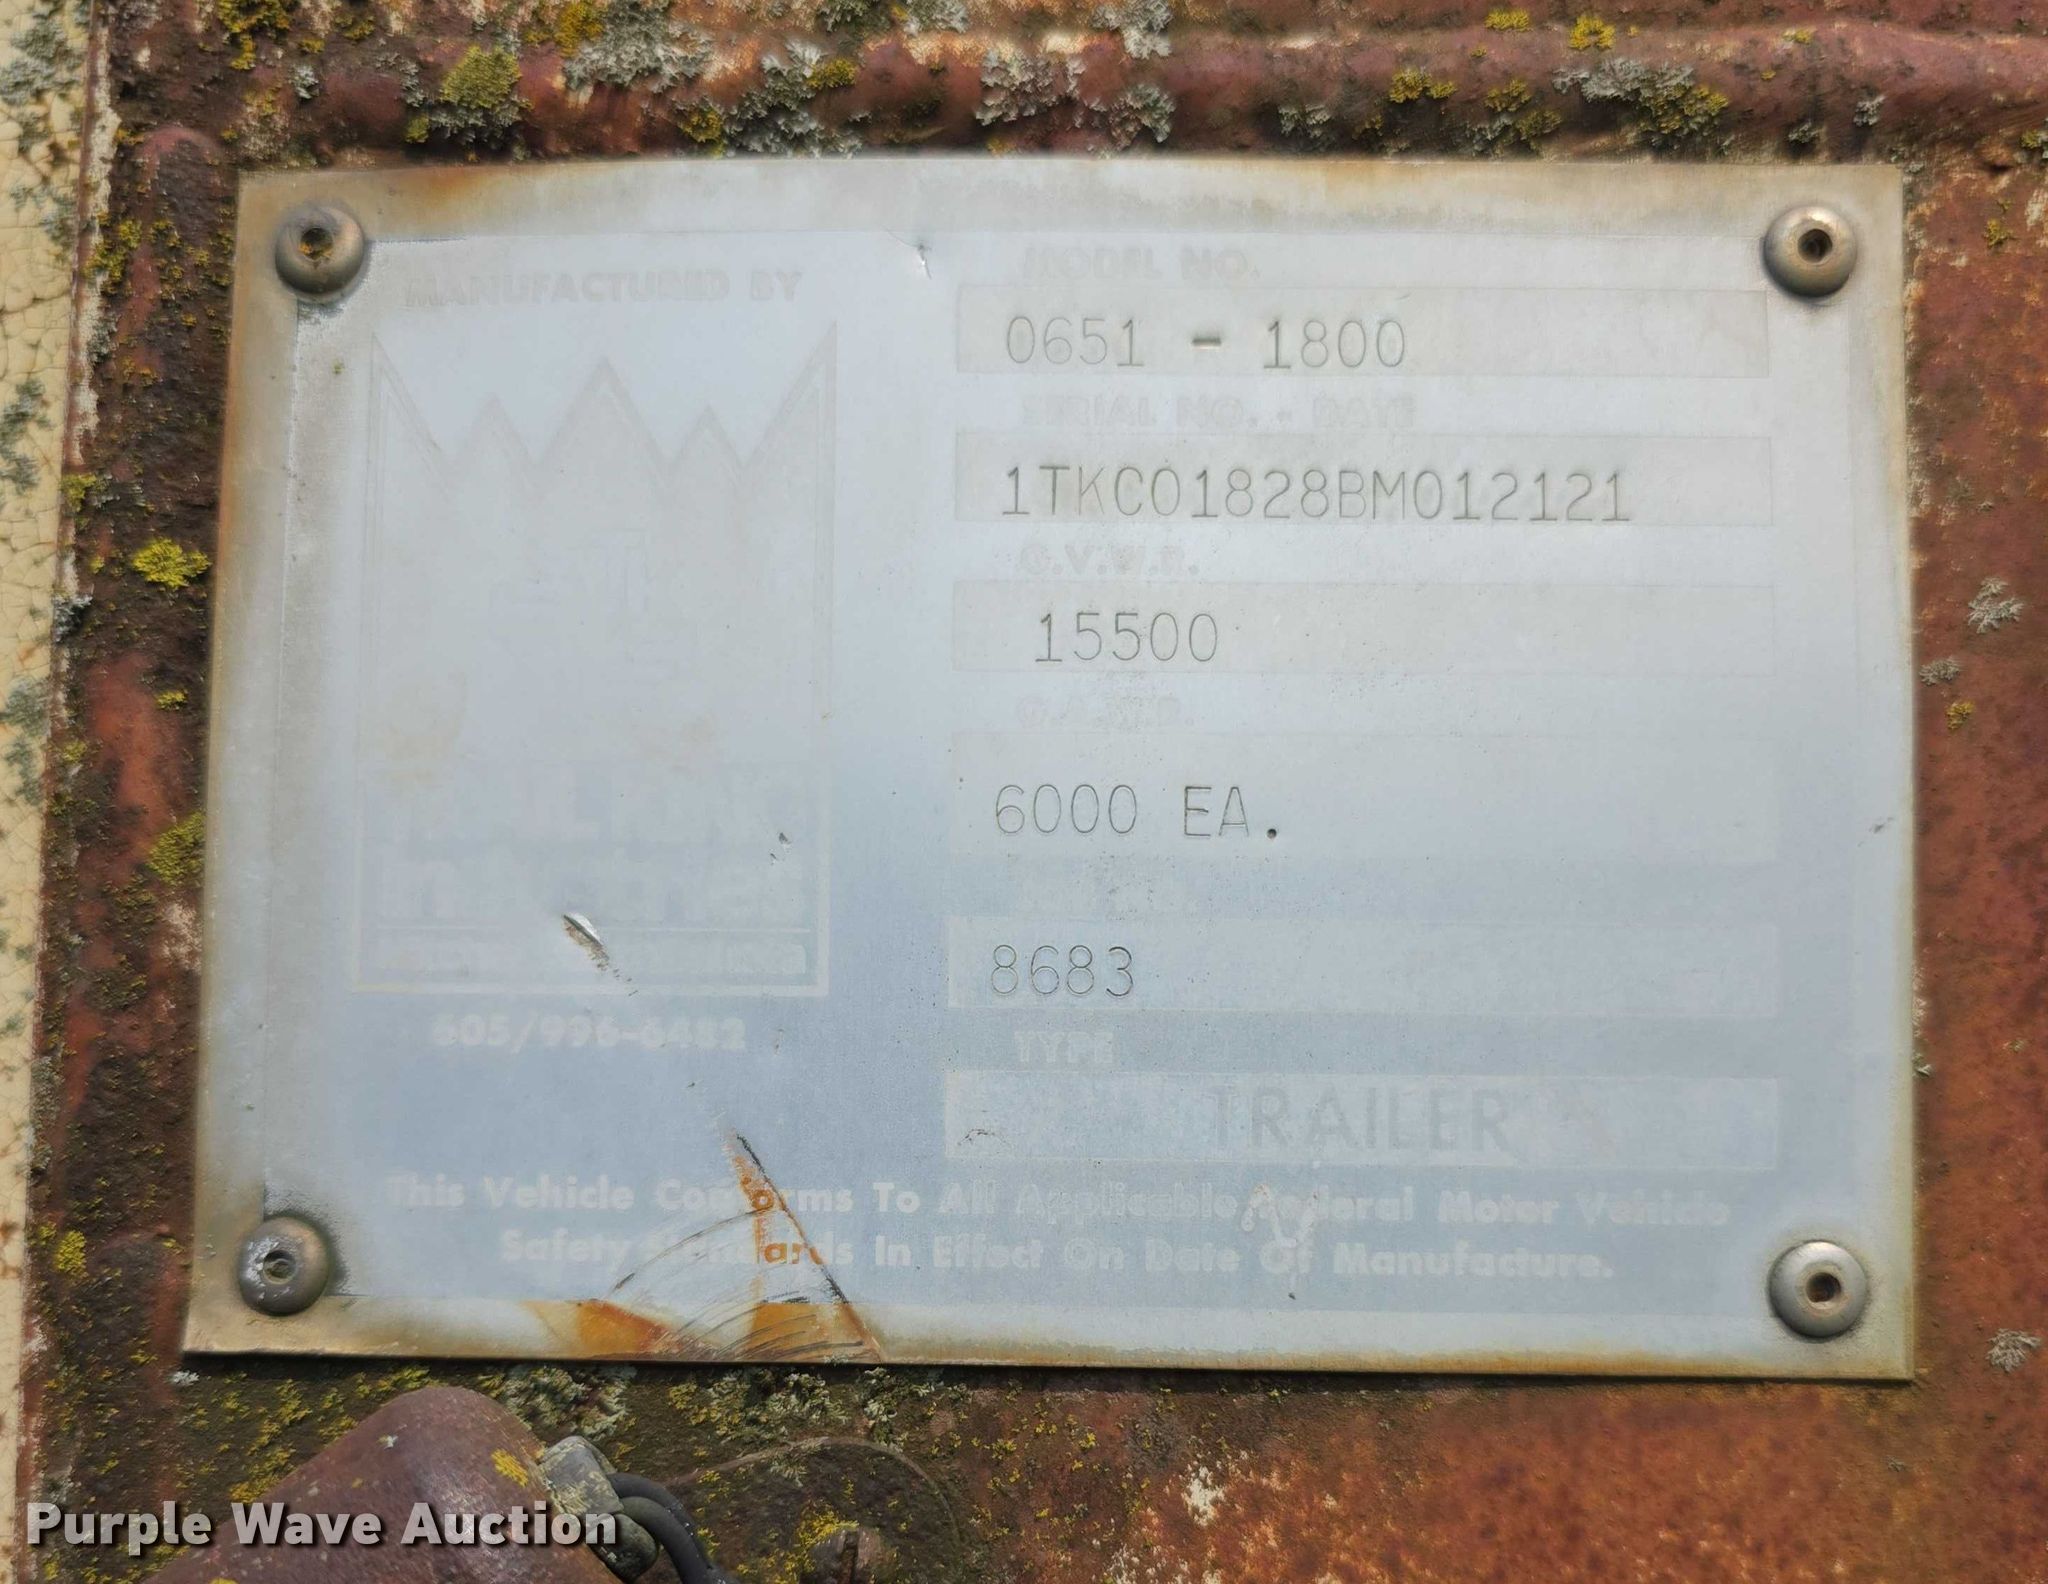 MANUFACTURED BY
605/996-6482
MODEL NO.
0651 - 1800
SERIAL NO. - DATE
1TKC01828BM012121
G.V.W.R.
15500
G.A.W.R.
6000 EA.
8683
TYPE
TRAILER
This Vehicle Conforms To All Applicable Federal Motor Vehicle
Safety Standards In Effect On Date Of Manufacture.
Purple Wave Auction